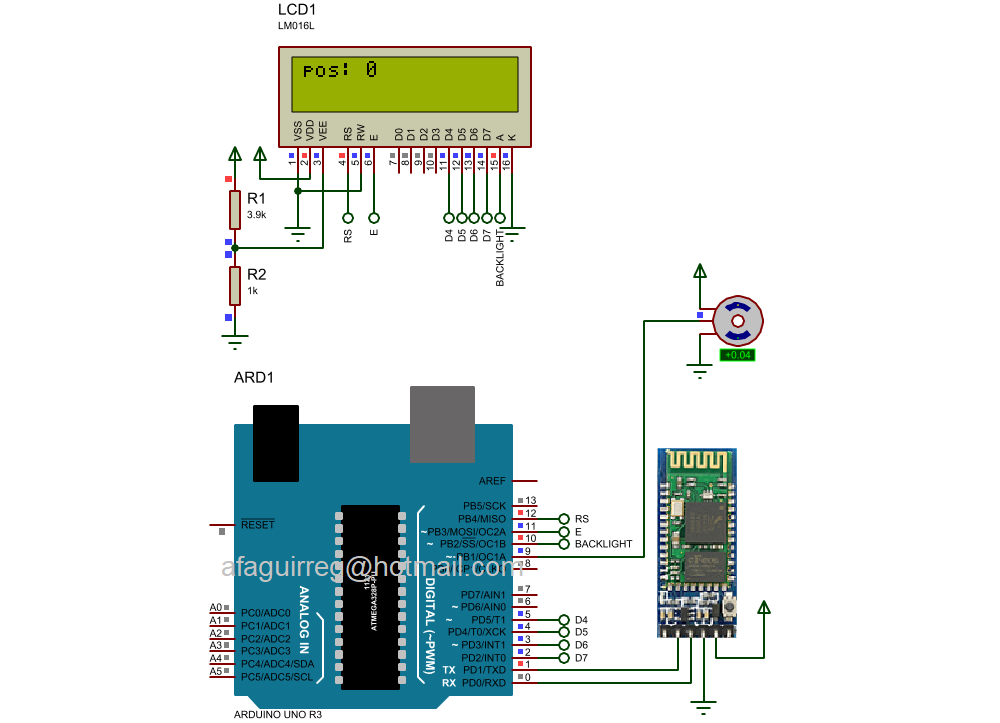 LCD1
LM016L
pos: 0
VSS
VDD
VEE
RS
RW
E
D0
D1
D2
D3
D4
D5
D6
D7
A
K
1
2
3
4
5
6
7
8
9
10
11
12
13
14
15
16
R1
3.9k
RS
E
D4
D5
D6
D7
BACKLIGHT
R2
1k
+0.04
ARD1
AREF
PB5/SCK 13
PB4/MISO 12 RS
RESET
~PB3/MOSI/OC2A 11 E
~ PB2/SS/OC1B 10 BACKLIGHT
~ PB1/OC1A 9
8
afaguirreg@hotmail.com
ATMEGA328P-PU
DIGITAL (~PWM)
ANALOG IN
PD7/AIN1 7
~ PD6/AIN0 6
A0 PC0/ADC0
~ PD5/T1 5 D4
A1 PC1/ADC1
PD4/T0/XCK 4 D5
A2 PC2/ADC2
~ PD3/INT1 3 D6
A3 PC3/ADC3
PD2/INT0 2 D7
A4 PC4/ADC4/SDA
TX PD1/TXD 1
A5 PC5/ADC5/SCL
RX PD0/RXD 0
ARDUINO UNO R3